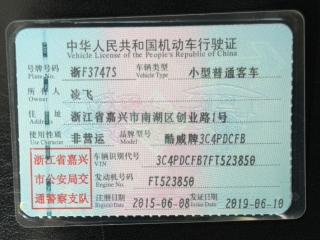 中华人民共和国机动车行驶证
Vehicle License of the People's Republic of China
号牌号码 浙F3747S 车辆类型 小型普通客车
Plate No. Vehicle Type
所有人 凌飞
Owner
住址 浙江省嘉兴市南湖区创业路1号
Address
使用性质 非营运 品牌型号 酷威牌3C4PDCFB
Use Character Model
浙江省嘉兴 车辆识别代号 3C4PDCFB7FT523850
VIN
市公安局交 发动机号码 FT523850
Engine No.
通警察支队 注册日期 2015-06-08 发证日期 2019-06-10
Register Date Issue Date